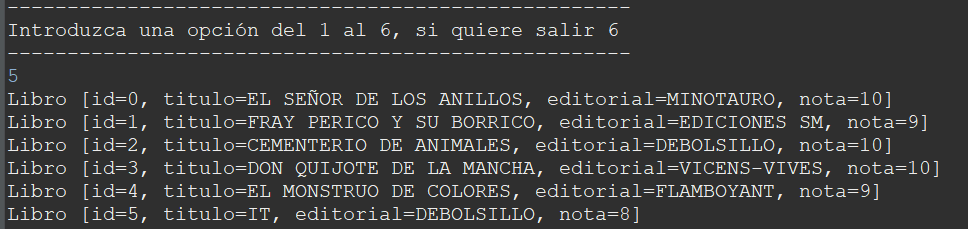 -----------------------------------------------------
Introduzca una opción del 1 al 6, si quiere salir 6
-----------------------------------------------------
5
Libro [id=0, titulo=EL SEÑOR DE LOS ANILLOS, editorial=MINOTAURO, nota=10]
Libro [id=1, titulo=FRAY PERICO Y SU BORRICO, editorial=EDICIONES SM, nota=9]
Libro [id=2, titulo=CEMENTERIO DE ANIMALES, editorial=DEBOLSILLO, nota=10]
Libro [id=3, titulo=DON QUIJOTE DE LA MANCHA, editorial=VICENS-VIVES, nota=10]
Libro [id=4, titulo=EL MONSTRUO DE COLORES, editorial=FLAMBOYANT, nota=9]
Libro [id=5, titulo=IT, editorial=DEBOLSILLO, nota=8]